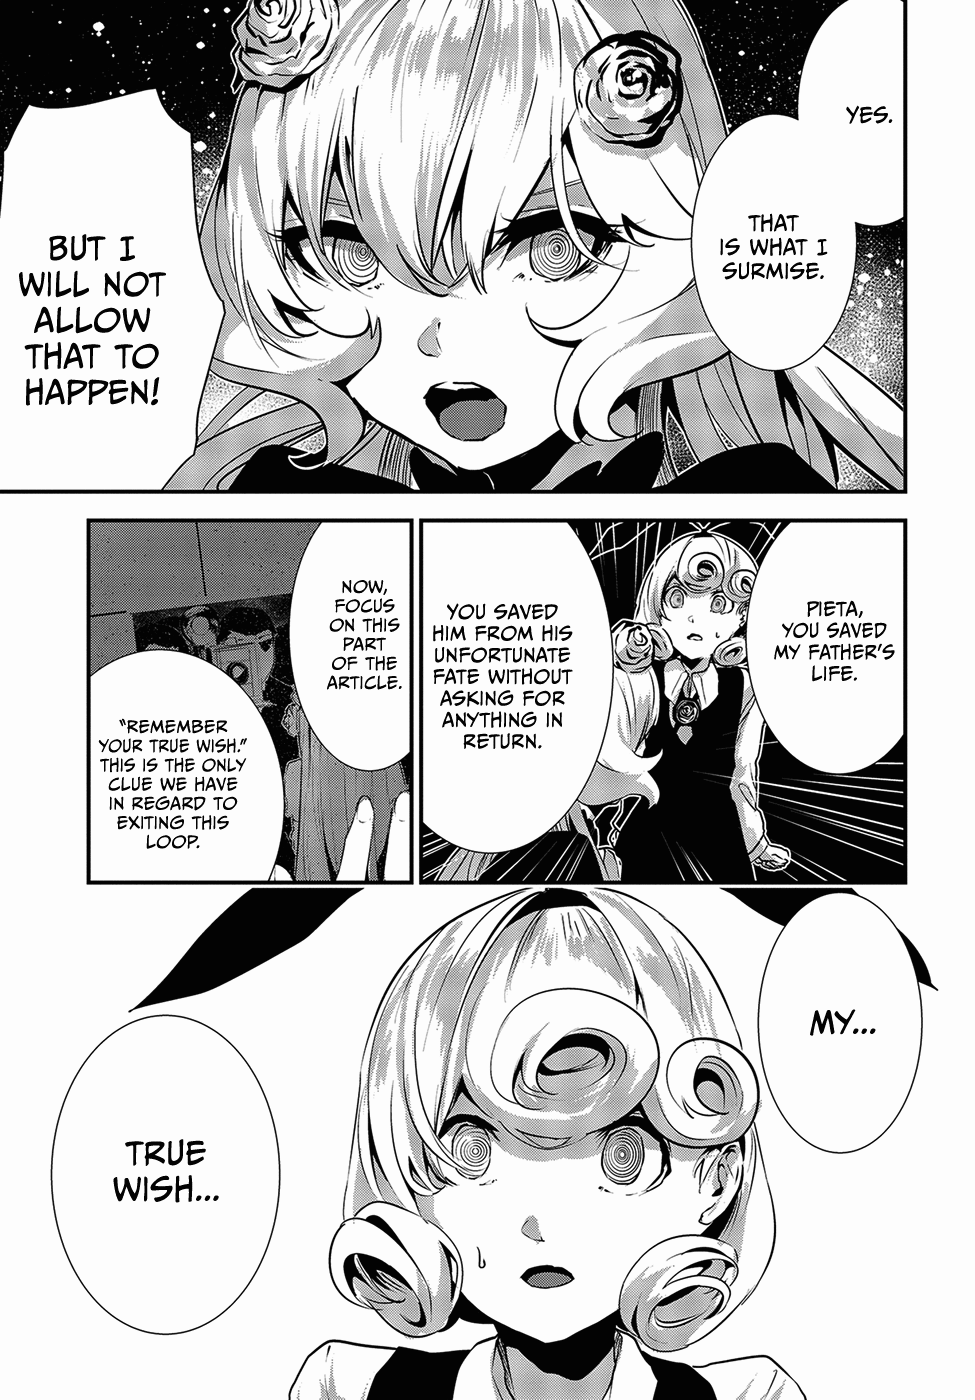 YES.
THAT
IS WHAT I
SURMISE.
BUT I
WILL NOT
ALLOW
THAT TO
HAPPEN!
PIETA,
YOU SAVED
MY FATHER'S
LIFE.
YOU SAVED
HIM FROM HIS
UNFORTUNATE
FATE WITHOUT
ASKING FOR
ANYTHING IN
RETURN.
NOW,
FOCUS
ON THIS
PART
OF THE
ARTICLE.
“REMEMBER
YOUR TRUE WISH.”
THIS IS THE ONLY
CLUE WE HAVE
IN REGARD TO
EXITING THIS
LOOP.
MY...
TRUE
WISH...